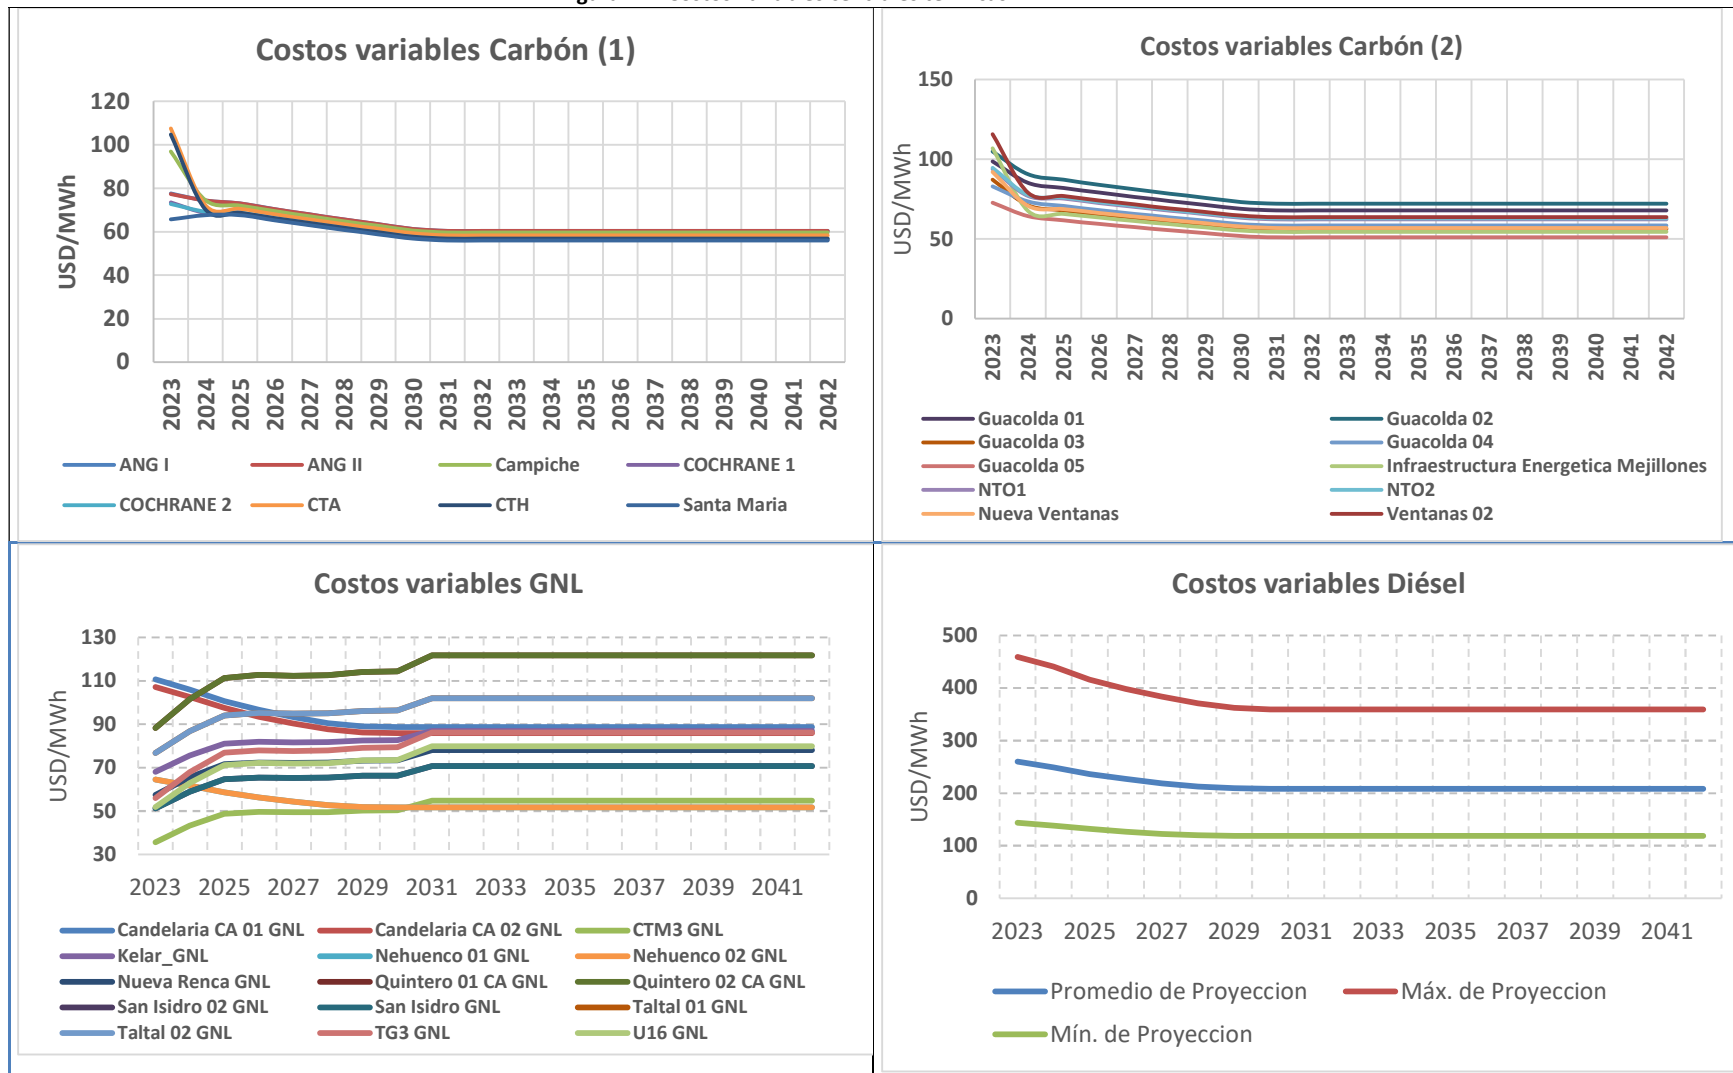 Costos variables Carbón (1)
120
100
80
60
40
20
0
USD/MWh
2023 2024 2025 2026 2027 2028 2029 2030 2031 2032 2033 2034 2035 2036 2037 2038 2039 2040 2041 2042
ANG I ANG II Campiche COCHRANE 1
COCHRANE 2 CTA CTH Santa Maria
Costos variables Carbón (2)
150
100
50
0
USD/MWh
2023 2024 2025 2026 2027 2028 2029 2030 2031 2032 2033 2034 2035 2036 2037 2038 2039 2040 2041 2042
Guacolda 01 Guacolda 02
Guacolda 03 Guacolda 04
Guacolda 05 Infraestructura Energetica Mejillones
NTO1 NTO2
Nueva Ventanas Ventanas 02
Costos variables GNL
130
110
90
70
50
30
USD/MWh
2023 2025 2027 2029 2031 2033 2035 2037 2039 2041
Candelaria CA 01 GNL Candelaria CA 02 GNL CTM3 GNL
Kelar_GNL Nehuenco 01 GNL Nehuenco 02 GNL
Nueva Renca GNL Quintero 01 CA GNL Quintero 02 CA GNL
San Isidro 02 GNL San Isidro GNL Taltal 01 GNL
Taltal 02 GNL TG3 GNL U16 GNL
Costos variables Diésel
500
400
300
200
100
0
USD/MWh
2023 2025 2027 2029 2031 2033 2035 2037 2039 2041
Promedio de Proyeccion Máx. de Proyeccion
Mín. de Proyeccion